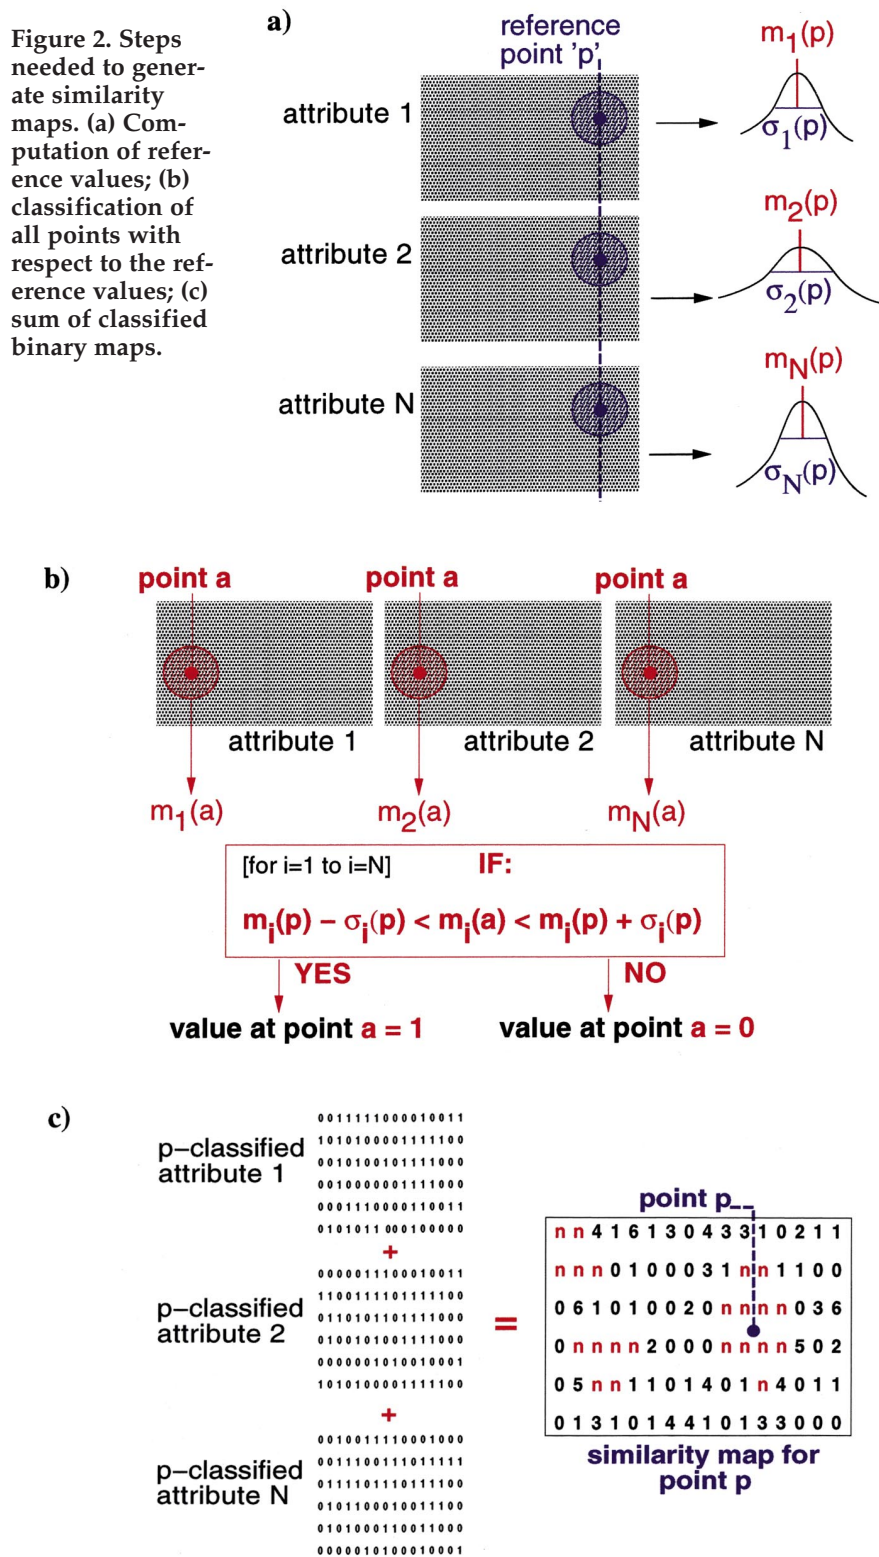 Figure 2. Steps
needed to gener-
ate similarity
maps. (a) Com-
putation of refer-
ence values; (b)
classification of
all points with
respect to the ref-
erence values; (c)
sum of classified
binary maps.
a)
reference
point 'p'
attribute 1
m1(p)
σ1(p)
attribute 2
m2(p)
σ2(p)
attribute N
mN(p)
σN(p)
b)
point a point a point a
attribute 1 attribute 2 attribute N
m1(a) m2(a) mN(a)
[for i=1 to i=N] IF:
mi(p) − σi(p) < mi(a) < mi(p) + σi(p)
YES NO
value at point a = 1 value at point a = 0
c)
p–classified
attribute 1
0011111000010011
1010100001111100
0010100101111000
0010000001111000
0001110000110011
0101011000100000
+
p–classified
attribute 2
0000011100010011
1100111101111100
0110101101011000
0100101001111000
0000001010010001
1010100001111100
+
p–classified
attribute N
0010011110001000
0011100111011111
0111101101111100
0101100010011100
0101000110011000
0000010100010001
=
point p
n n 4 1 6 1 3 0 4 3 3 1 0 2 1 1
n n n 0 1 0 0 0 3 1 n n 1 1 0 0
0 6 1 0 1 0 0 2 0 n n n n 0 3 6
0 n n n n 2 0 0 0 n n n n 5 0 2
0 5 n n 1 1 0 1 4 0 1 n 4 0 1 1
0 1 3 1 0 1 4 4 1 0 1 3 3 0 0 0
similarity map for
point p